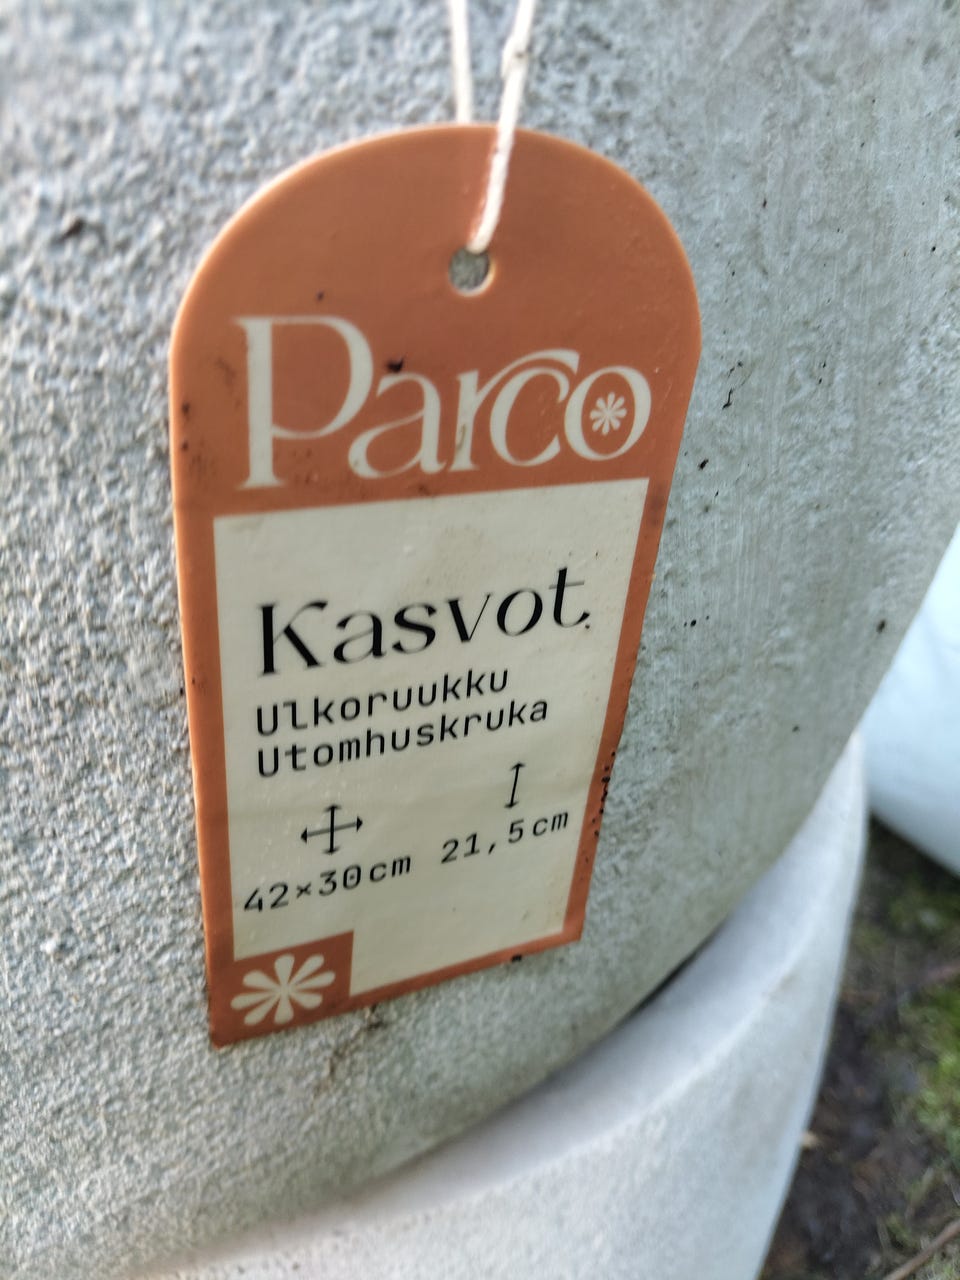 Parco
Kasvot
Ulkoruukku
Utomhuskruka
42×30cm 21,5cm